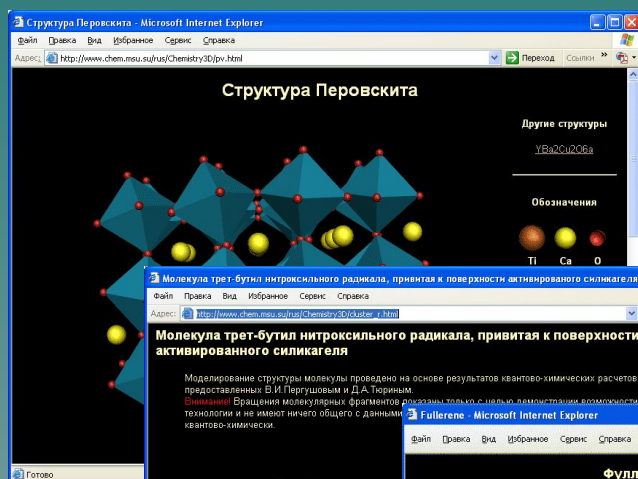 Структура Перовскита - Microsoft Internet Explorer
Файл Правка Вид Избранное Сервис Справка
Адрес: http://www.chem.msu.su/rus/Chemistry3D/pv.html Переход Ссылки »
Структура Перовскита
Другие структуры
YBa2Cu2O6a
Обозначения
Ti Ca O
Молекула трет-бутил нитроксильного радикала, привитая к поверхности активированого силикагеля
Файл Правка Вид Избранное Сервис Справка
Адрес: http://www.chem.msu.su/rus/Chemistry3D/cluster_r.html
Молекула трет-бутил нитроксильного радикала, привитая к поверхности
активированного силикагеля
Моделирование структуры молекулы проведено на основе результатов квантово-химических расчетов
предоставленных В.И.Пергушовым и Д.А.Тюриным.
Внимание! Вращения молекулярных фрагментов показаны только с целью демонстрации возможности
технологии и не имеют ничего общего с данными
квантово-химически.
Fullerene - Microsoft Internet Explorer
Файл Правка Вид Избранное Сервис Справка
Фулл
Готово